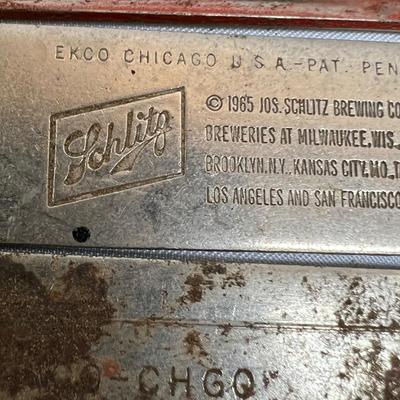 EKCO CHICAGO U.S.A.-PAT. PEN
Schlitz
© 1965 JOS. SCHLITZ BREWING CO
BREWERIES AT MILWAUKEE, WIS.,
BROOKLYN, N.Y., KANSAS CITY, MO., T
LOS ANGELES AND SAN FRANCISCO
O-CHGO